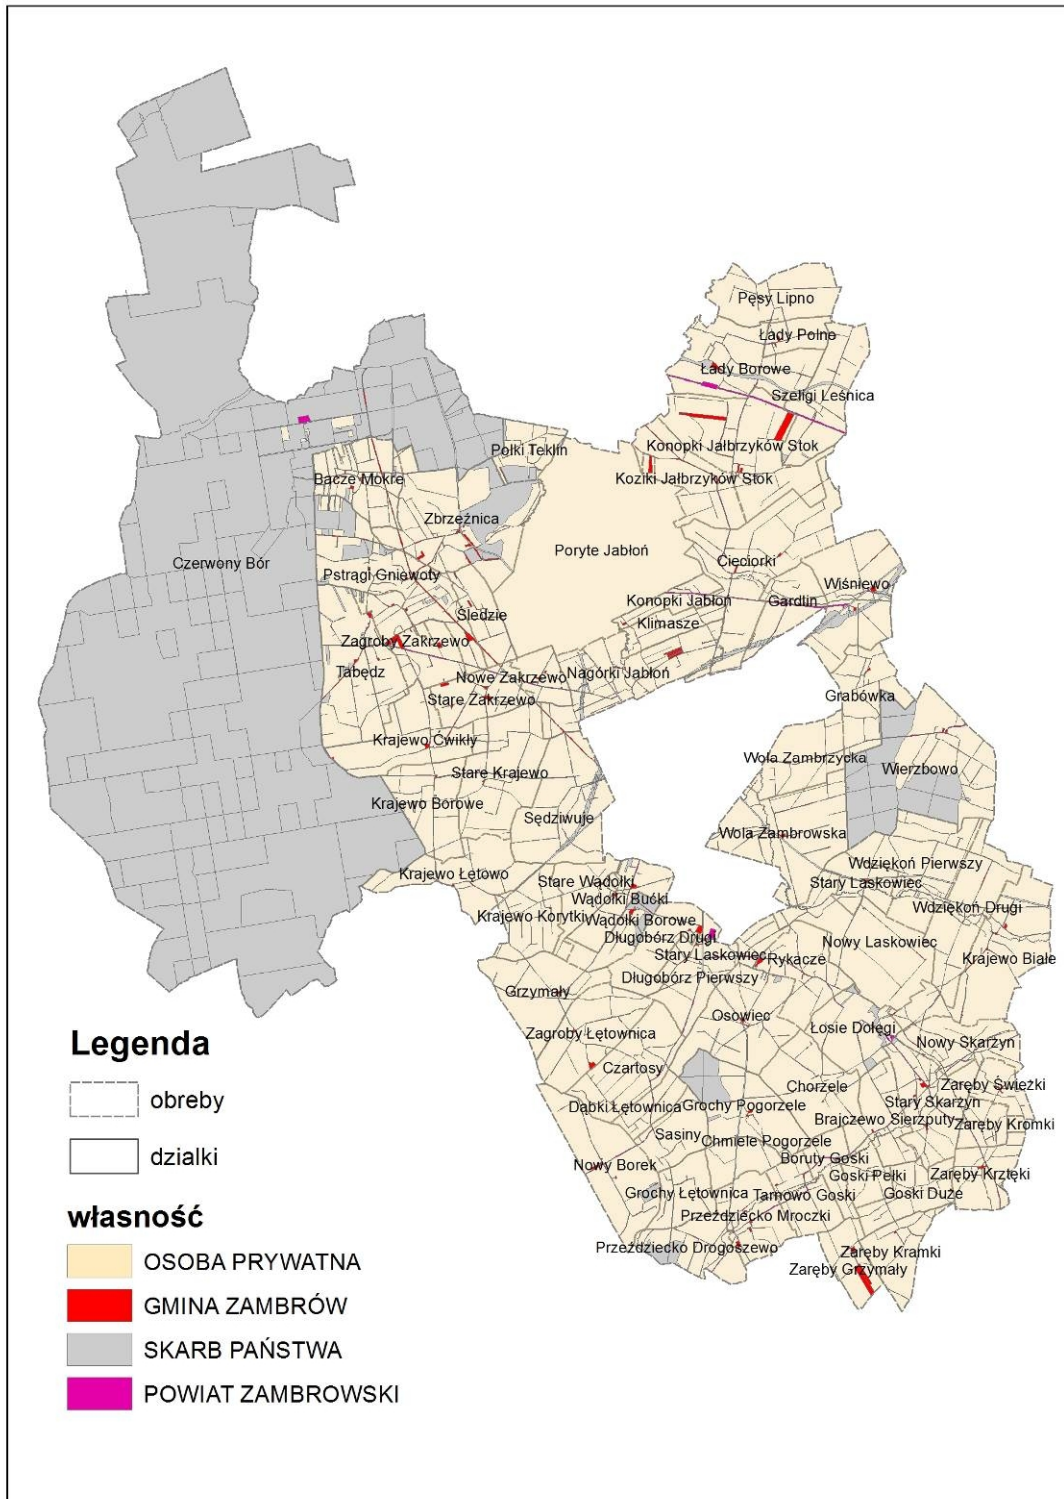 Pęsy Lipno
Łady Polne
Łady Borowe
Szeligi Leśnica
Konopki Jałbrzyków Stok
Polki Teklin
Koziki Jałbrzyków Stok
Bacze Mokre
Zbrzeźnica
Poryte Jabłoń
Czerwony Bór
Cieciorki
Pstrągi Gniewoty
Wiśniewo
Konopki Jabłoń
Gardlin
Śledzie
Klimasze
Zagroby Zakrzewo
Tabędz
Nagórki Jabłoń
Nowe Zakrzewo
Grabówka
Stare Zakrzewo
Krajewo Ćwikły
Wola Zambrzycka
Stare Krajewo
Wierzbowo
Krajewo Borowe
Sędziwuje
Wola Zambrowska
Wdziękoń Pierwszy
Krajewo Łętowo
Stare Wądołki
Stary Laskowiec
Wądołki Bućki
Wdziękoń Drugi
Krajewo Korytki
Wądołki Borowe
Długobórz Drugi
Nowy Laskowiec
Stary Laskowiec
Rykacze
Krajewo Białe
Długobórz Pierwszy
Grzymały
Osowiec
Zagroby Łętownica
Łosie Dołęgi
Nowy Skarżyn
Czartosy
Chorzele
Zaręby Świeżki
Dąbki Łętownica
Grochy Pogorzele
Stary Skarżyn
Brajczewo Sierzputy
Zaręby Kromki
Sasiny
Chmiele Pogorzele
Nowy Borek
Boruty Goski
Goski Pełki
Zaręby Krztęki
Grochy Łętownica
Tarnowo Goski
Goski Duże
Przeździecko Mroczki
Przeździecko Drogoszewo
Zaręby Kramki
Zaręby Grzymały
Legenda
obreby
dzialki
własność
OSOBA PRYWATNA
GMINA ZAMBRÓW
SKARB PAŃSTWA
POWIAT ZAMBROWSKI